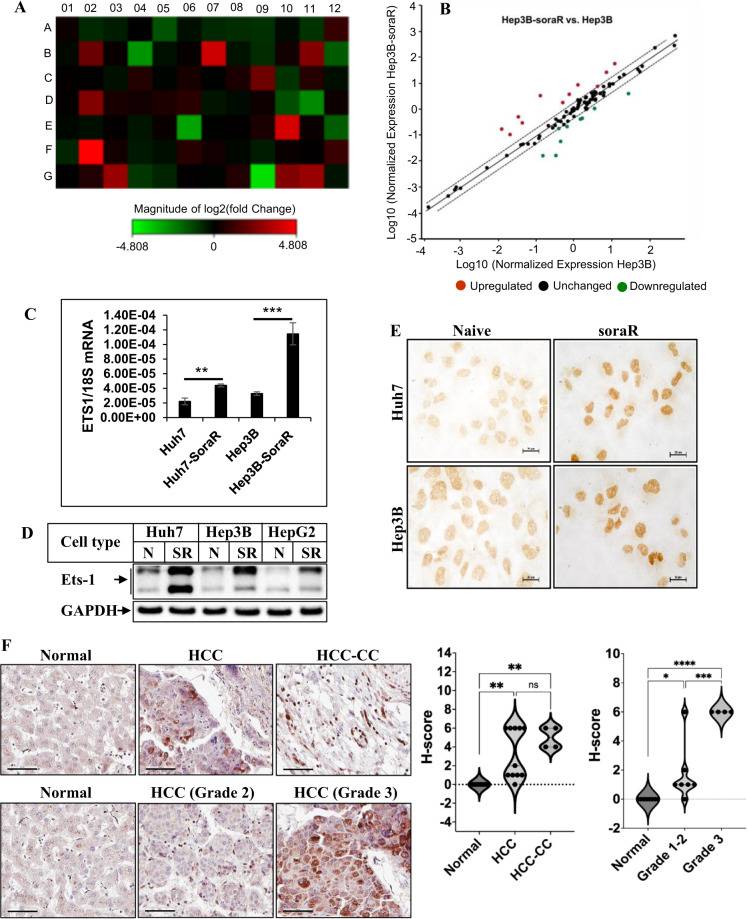 A
01 02 03 04 05 06 07 08 09 10 11 12
A
B
C
D
E
F
G
Magnitude of log2(fold Change)
-4.808 0 4.808
B
Hep3B-soraR vs. Hep3B
Log10 (Normalized Expression Hep3B-soraR)
4
3
2
1
0
-1
-2
-3
-4
-5
-4 -3 -2 -1 0 1 2
Log10 (Normalized Expression Hep3B)
Upregulated Unchanged Downregulated
C
ETS1/18S mRNA
1.40E-04
1.20E-04
1.00E-04
8.00E-05
6.00E-05
4.00E-05
2.00E-05
0.00E+00
**
***
Huh7
Huh7-SoraR
Hep3B
Hep3B-SoraR
D
Cell type Huh7 Hep3B HepG2
N SR N SR N SR
Ets-1
GAPDH
E
Naive soraR
Huh7
Hep3B
F
Normal HCC HCC-CC
Normal HCC (Grade 2) HCC (Grade 3)
H-score
14
12
10
8
6
4
2
0
-2
-4
**
** ns
Normal
HCC
HCC-CC
H-score
10
8
6
4
2
0
-2
****
* ***
Normal
Grade 1-2
Grade 3